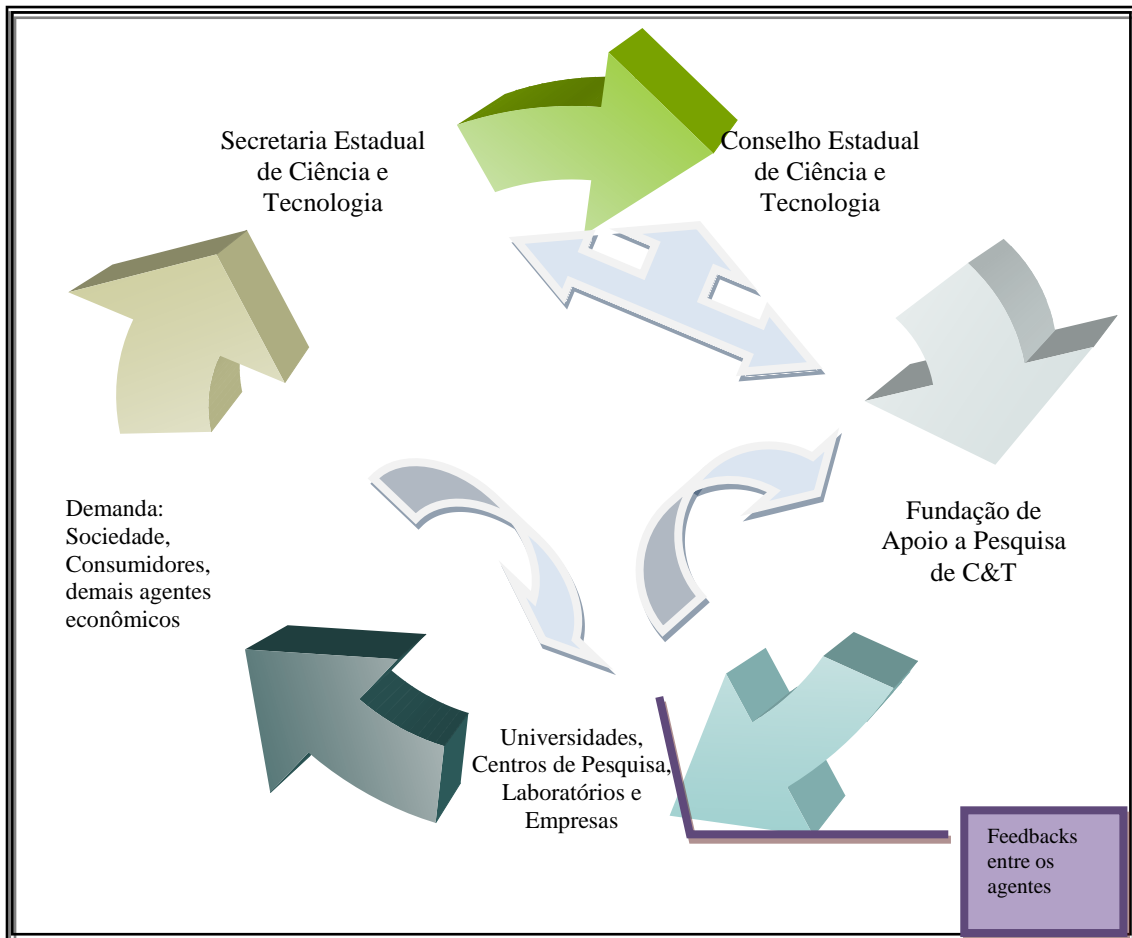 Secretaria Estadual
de Ciência e
Tecnologia
Conselho Estadual
de Ciência e
Tecnologia
Demanda:
Sociedade,
Consumidores,
demais agentes
econômicos
Fundação de
Apoio a Pesquisa
de C&T
Universidades,
Centros de Pesquisa,
Laboratórios e
Empresas
Feedbacks
entre os
agentes